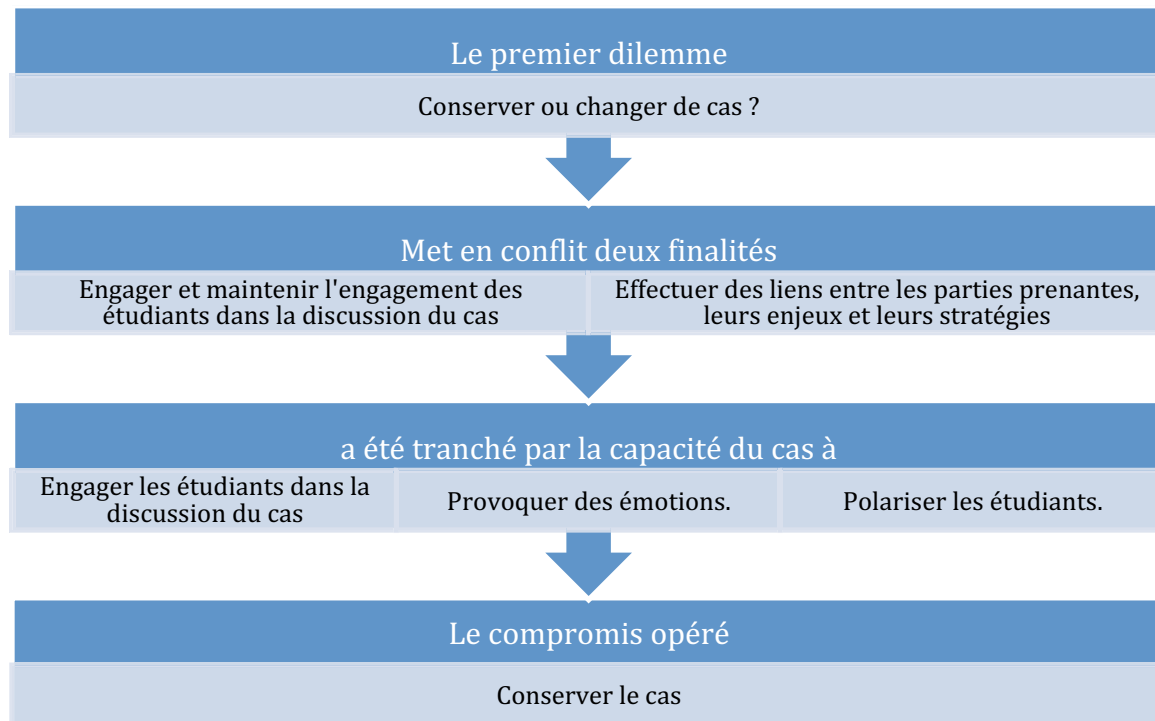 Le premier dilemme
Conserver ou changer de cas ?
Met en conflit deux finalités
Engager et maintenir l'engagement des
étudiants dans la discussion du cas
Effectuer des liens entre les parties prenantes,
leurs enjeux et leurs stratégies
a été tranché par la capacité du cas à
Engager les étudiants dans la
discussion du cas
Provoquer des émotions.
Polariser les étudiants.
Le compromis opéré
Conserver le cas